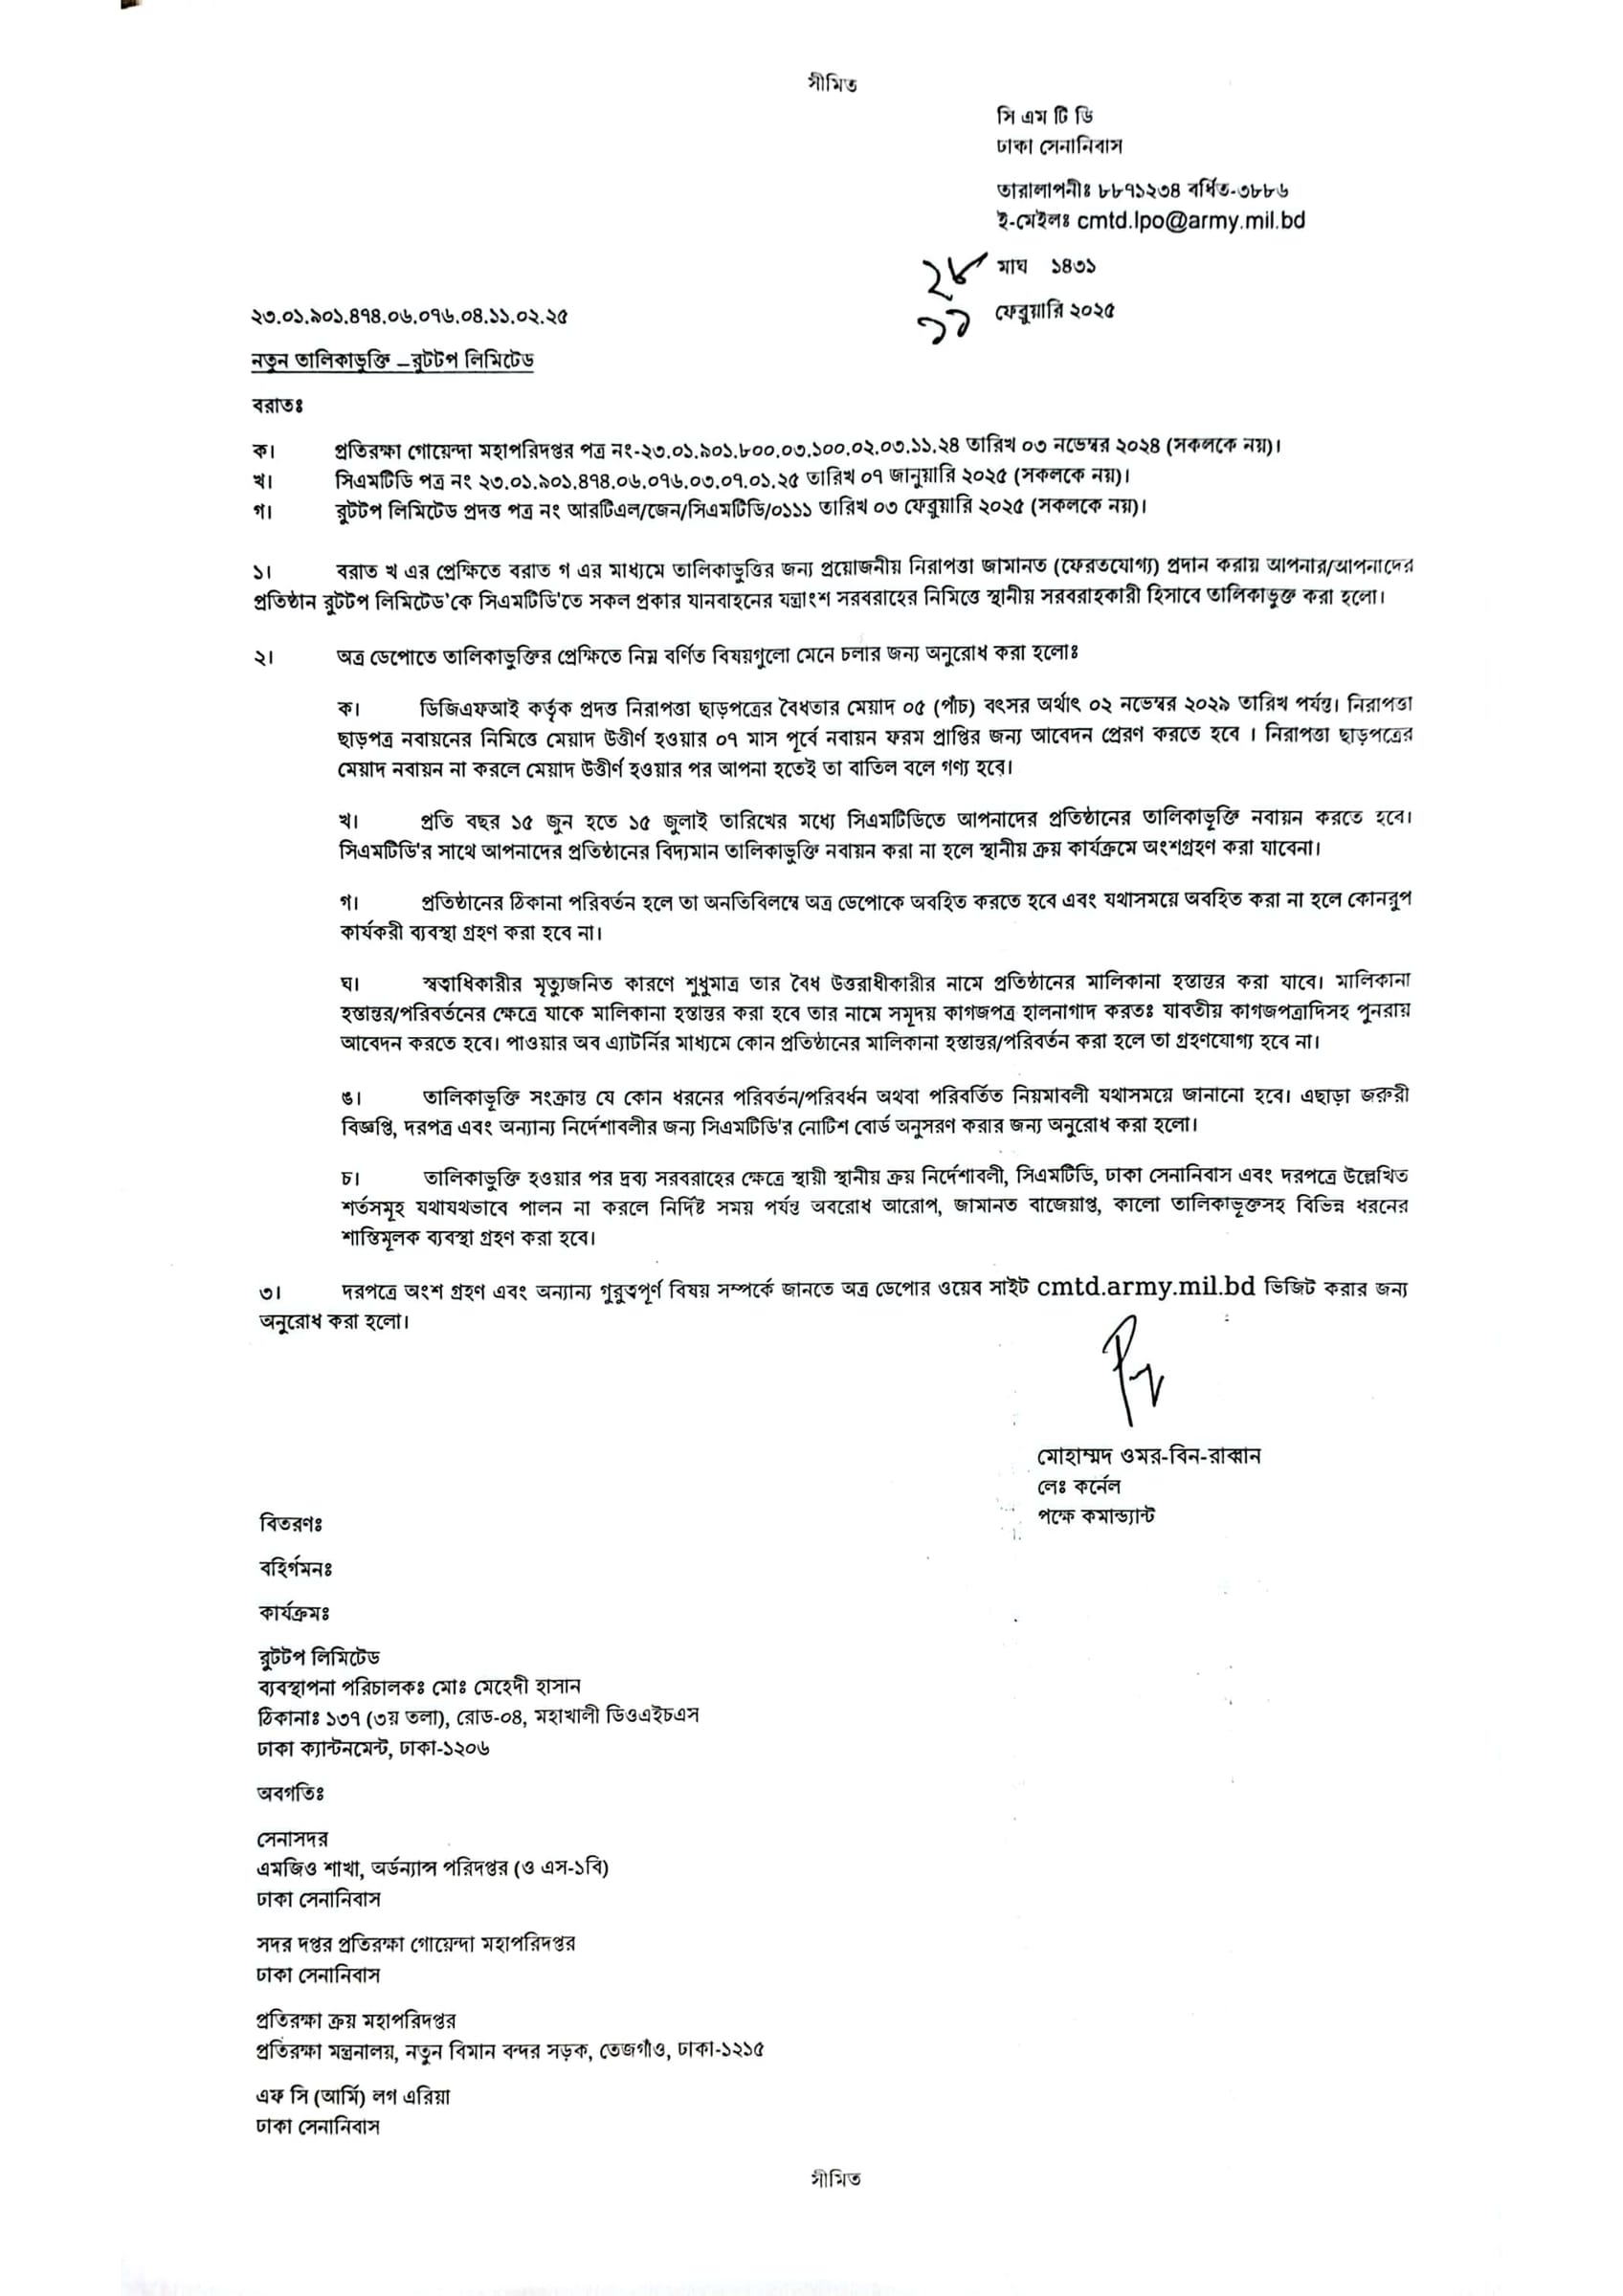 সীমিত
সি এম টি ডি
ঢাকা সেনানিবাস
তারালাপনীঃ ৮৮৭১২৩৪ বর্ধিত-৩৮৮৬
ই-মেইলঃ cmtd.lpo@army.mil.bd
২৮ মাঘ ১৪৩১
১১ ফেব্রুয়ারি ২০২৫
২৩.০১.৯০১.৪৭৪.০৬.০৭৬.০৪.১১.০২.২৫
নতুন তালিকাভুক্তি –রুটটপ লিমিটেড
বরাতঃ
ক। প্রতিরক্ষা গোয়েন্দা মহাপরিদপ্তর পত্র নং-২৩.০১.৯০১.৮০০.০৩.১০০.০২.০৩.১১.২৪ তারিখ ০৩ নভেম্বর ২০২৪ (সকলকে নয়)।
খ। সিএমটিডি পত্র নং ২৩.০১.৯০১.৪৭৪.০৬.০৭৬.০৩.০৭.০১.২৫ তারিখ ০৭ জানুয়ারি ২০২৫ (সকলকে নয়)।
গ। রুটটপ লিমিটেড প্রদত্ত পত্র নং আরটিএল/জেন/সিএমটিডি/০১১১ তারিখ ০৩ ফেব্রুয়ারি ২০২৫ (সকলকে নয়)।
১। বরাত খ এর প্রেক্ষিতে বরাত গ এর মাধ্যমে তালিকাভুত্তির জন্য প্রয়োজনীয় নিরাপত্তা জামানত (ফেরতযোগ্য) প্রদান করায় আপনার/আপনাদের
প্রতিষ্ঠান রুটটপ লিমিটেড'কে সিএমটিডি'তে সকল প্রকার যানবাহনের যন্ত্রাংশ সরবরাহের নিমিত্তে স্থানীয় সরবরাহকারী হিসাবে তালিকাভুক্ত করা হলো।
২। অত্র ডেপোতে তালিকাভুক্তির প্রেক্ষিতে নিম্ন বর্ণিত বিষয়গুলো মেনে চলার জন্য অনুরোধ করা হলোঃ
ক। ডিজিএফআই কর্তৃক প্রদত্ত নিরাপত্তা ছাড়পত্রের বৈধতার মেয়াদ ০৫ (পাঁচ) বৎসর অর্থাৎ ০২ নভেম্বর ২০২৯ তারিখ পর্যন্ত। নিরাপত্তা
ছাড়পত্র নবায়নের নিমিত্তে মেয়াদ উত্তীর্ণ হওয়ার ০৭ মাস পূর্বে নবায়ন ফরম প্রাপ্তির জন্য আবেদন প্রেরণ করতে হবে । নিরাপত্তা ছাড়পত্রের
মেয়াদ নবায়ন না করলে মেয়াদ উত্তীর্ণ হওয়ার পর আপনা হতেই তা বাতিল বলে গণ্য হবে।
খ। প্রতি বছর ১৫ জুন হতে ১৫ জুলাই তারিখের মধ্যে সিএমটিডিতে আপনাদের প্রতিষ্ঠানের তালিকাভূক্তি নবায়ন করতে হবে।
সিএমটিডি'র সাথে আপনাদের প্রতিষ্ঠানের বিদ্যমান তালিকাভুক্তি নবায়ন করা না হলে স্থানীয় ক্রয় কার্যক্রমে অংশগ্রহণ করা যাবেনা।
গ। প্রতিষ্ঠানের ঠিকানা পরিবর্তন হলে তা অনতিবিলম্বে অত্র ডেপোকে অবহিত করতে হবে এবং যথাসময়ে অবহিত করা না হলে কোনরুপ
কার্যকরী ব্যবস্থা গ্রহণ করা হবে না।
ঘ। স্বত্বাধিকারীর মৃত্যুজনিত কারণে শুধুমাত্র তার বৈধ উত্তরাধীকারীর নামে প্রতিষ্ঠানের মালিকানা হস্তান্তর করা যাবে। মালিকানা
হস্তান্তর/পরিবর্তনের ক্ষেত্রে যাকে মালিকানা হস্তান্তর করা হবে তার নামে সমূদয় কাগজপত্র হালনাগাদ করতঃ যাবতীয় কাগজপত্রাদিসহ পুনরায়
আবেদন করতে হবে। পাওয়ার অব এ্যাটর্নির মাধ্যমে কোন প্রতিষ্ঠানের মালিকানা হস্তান্তর/পরিবর্তন করা হলে তা গ্রহণযোগ্য হবে না।
ঙ। তালিকাভূক্তি সংক্রান্ত যে কোন ধরনের পরিবর্তন/পরিবর্ধন অথবা পরিবর্তিত নিয়মাবলী যথাসময়ে জানানো হবে। এছাড়া জরুরী
বিজ্ঞপ্তি, দরপত্র এবং অন্যান্য নির্দেশাবলীর জন্য সিএমটিডি'র নোটিশ বোর্ড অনুসরণ করার জন্য অনুরোধ করা হলো।
চ। তালিকাভুক্তি হওয়ার পর দ্রব্য সরবরাহের ক্ষেত্রে স্থায়ী স্থানীয় ক্রয় নির্দেশাবলী, সিএমটিডি, ঢাকা সেনানিবাস এবং দরপত্রে উল্লেখিত
শর্তসমূহ যথাযথভাবে পালন না করলে নির্দিষ্ট সময় পর্যন্ত অবরোধ আরোপ, জামানত বাজেয়াপ্ত, কালো তালিকাভূক্তসহ বিভিন্ন ধরনের
শাস্তিমূলক ব্যবস্থা গ্রহণ করা হবে।
৩। দরপত্রে অংশ গ্রহণ এবং অন্যান্য গুরুত্বপূর্ণ বিষয় সম্পর্কে জানতে অত্র ডেপোর ওয়েব সাইট cmtd.army.mil.bd ভিজিট করার জন্য
অনুরোধ করা হলো।
মোহাম্মদ ওমর-বিন-রাব্বান
লেঃ কর্নেল
পক্ষে কমান্ড্যান্ট
বিতরণঃ
বহির্গমনঃ
কার্যক্রমঃ
রুটটপ লিমিটেড
ব্যবস্থাপনা পরিচালকঃ মোঃ মেহেদী হাসান
ঠিকানাঃ ১৩৭ (৩য় তলা), রোড-০৪, মহাখালী ডিওএইচএস
ঢাকা ক্যান্টনমেন্ট, ঢাকা-১২০৬
অবগতিঃ
সেনাসদর
এমজিও শাখা, অর্ডন্যান্স পরিদপ্তর (ও এস-১বি)
ঢাকা সেনানিবাস
সদর দপ্তর প্রতিরক্ষা গোয়েন্দা মহাপরিদপ্তর
ঢাকা সেনানিবাস
প্রতিরক্ষা ক্রয় মহাপরিদপ্তর
প্রতিরক্ষা মন্ত্রনালয়, নতুন বিমান বন্দর সড়ক, তেজগাঁও, ঢাকা-১২১৫
এফ সি (আর্মি) লগ এরিয়া
ঢাকা সেনানিবাস
সীমিত